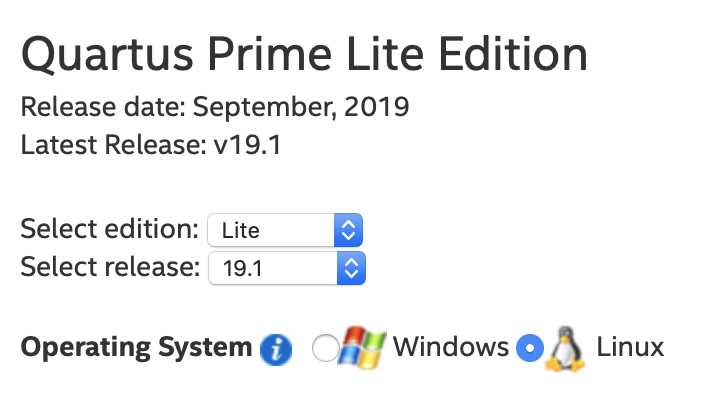 Quartus Prime Lite Edition
Release date: September, 2019
Latest Release: v19.1
Select edition: Lite
Select release: 19.1
Operating System i Windows Linux